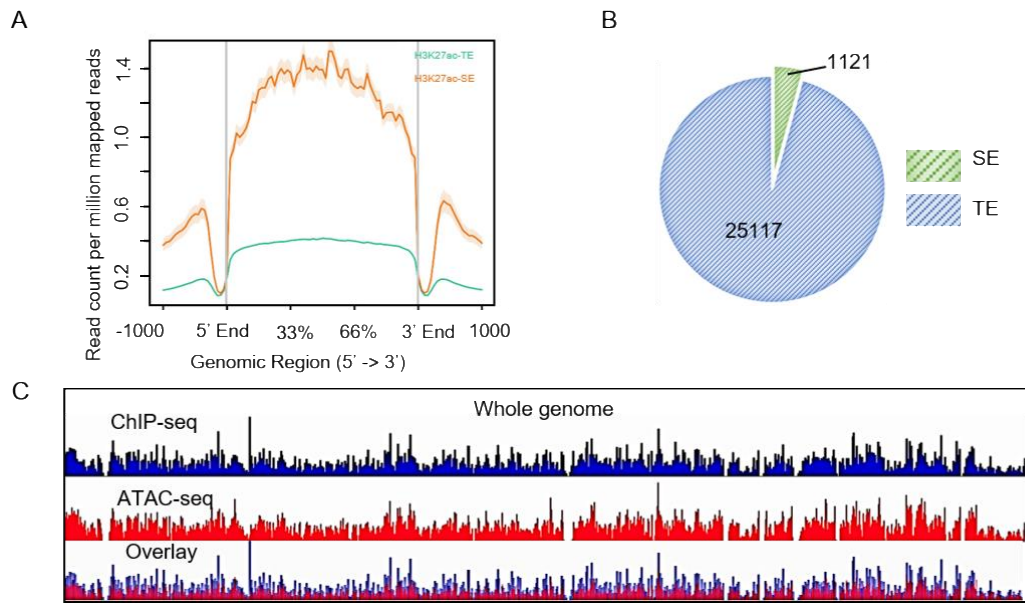 A
Read count per million mapped reads
1.4
1.0
0.6
0.2
H3K27ac-TE
H3K27ac-SE
-1000 5' End 33% 66% 3' End 1000
Genomic Region (5' -> 3')
B
1121
25117
SE
TE
C
Whole genome
ChIP-seq
ATAC-seq
Overlay